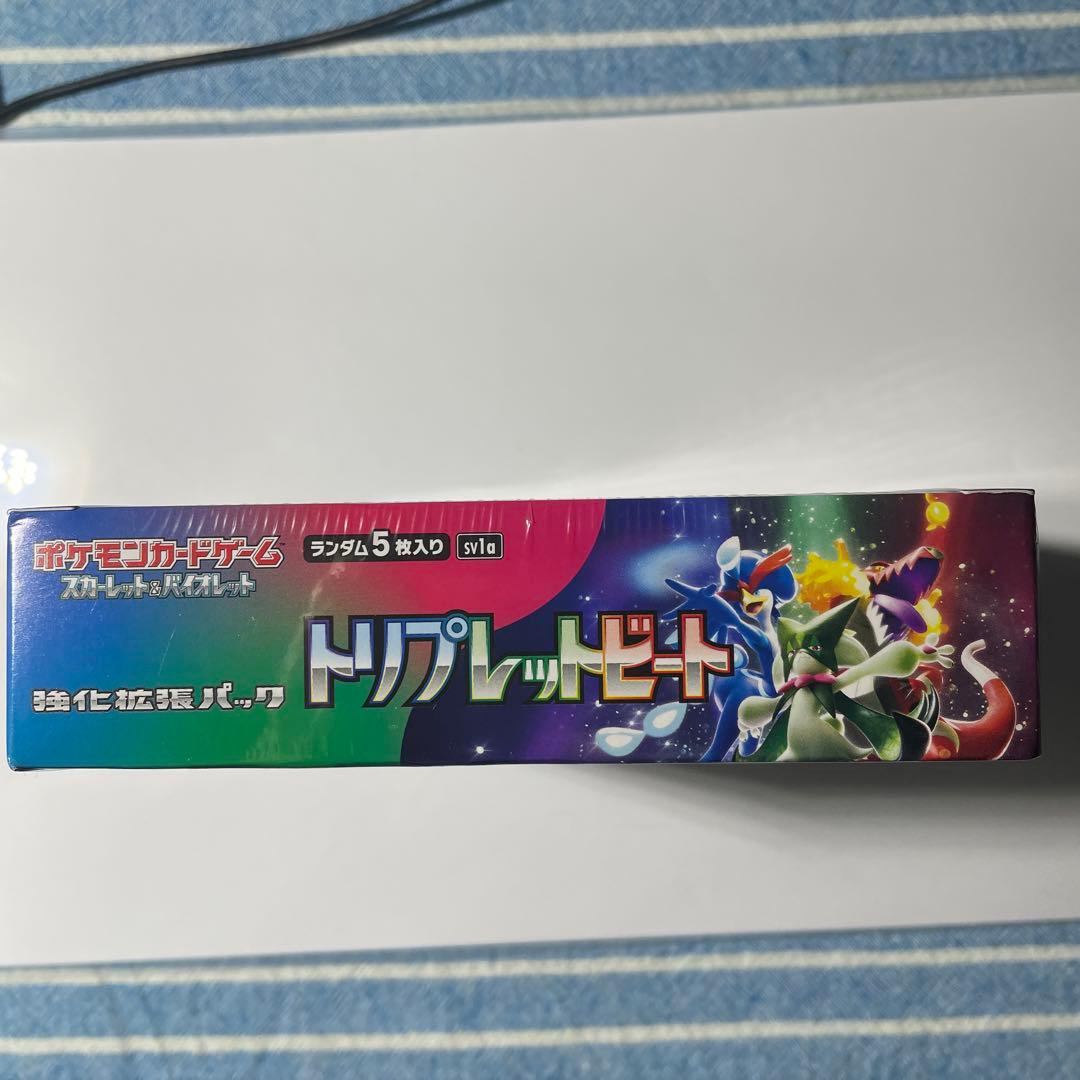 ポケモンカードゲーム™
スカーレット&バイオレット
ランダム5枚入り sv1a
強化拡張パック
トリプレットビート